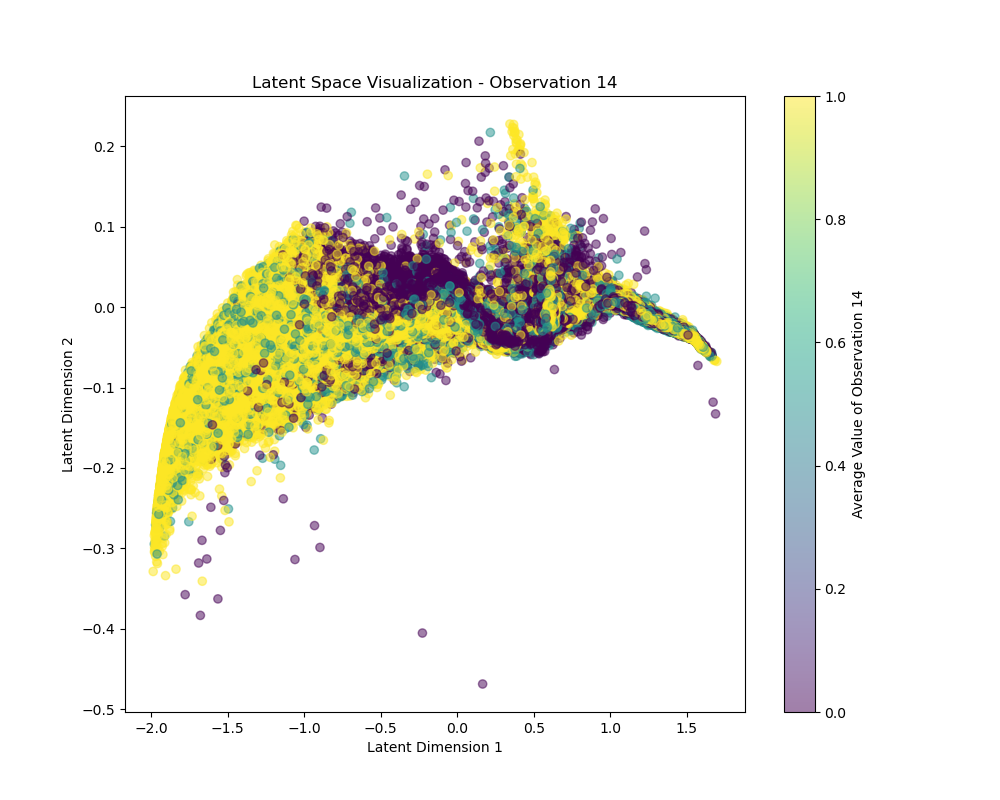 Latent Space Visualization - Observation 14
0.2
0.1
0.0
−0.1
−0.2
−0.3
−0.4
−0.5
Latent Dimension 2
−2.0 −1.5 −1.0 −0.5 0.0 0.5 1.0 1.5
Latent Dimension 1
1.0
0.8
0.6
0.4
0.2
0.0
Average Value of Observation 14